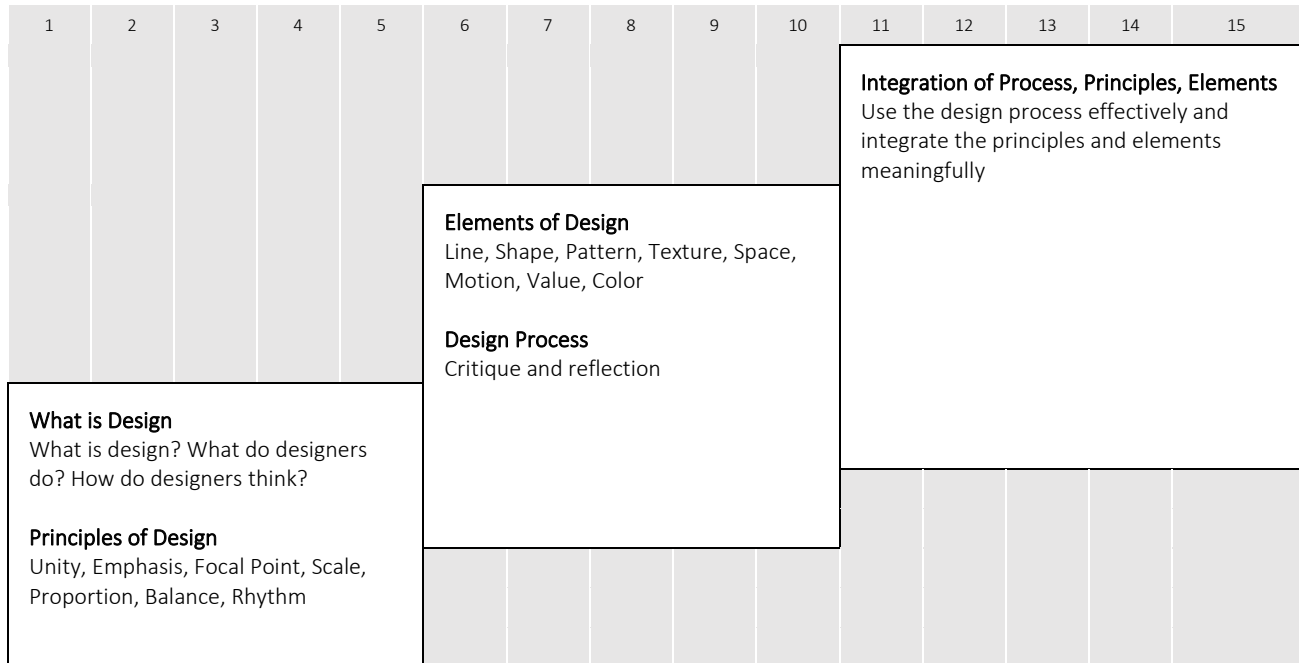 1 2 3 4 5 6 7 8 9 10 11 12 13 14 15
What is Design
What is design? What do designers
do? How do designers think?
Principles of Design
Unity, Emphasis, Focal Point, Scale,
Proportion, Balance, Rhythm
Elements of Design
Line, Shape, Pattern, Texture, Space,
Motion, Value, Color
Design Process
Critique and reflection
Integration of Process, Principles, Elements
Use the design process effectively and
integrate the principles and elements
meaningfully